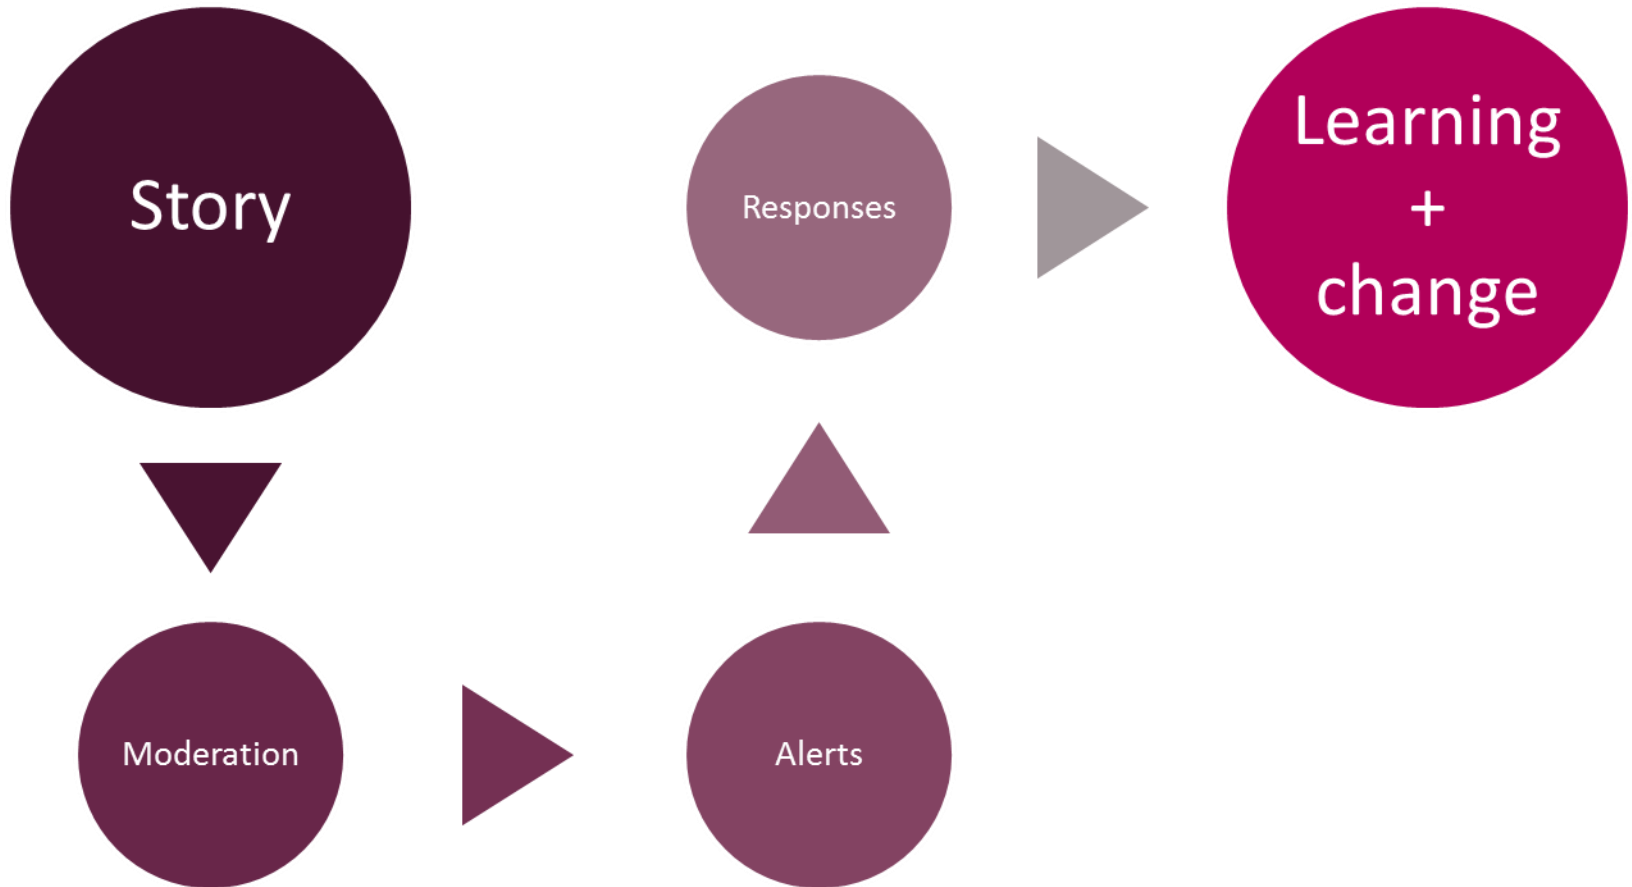 Story
Moderation
Alerts
Responses
Learning
+
change